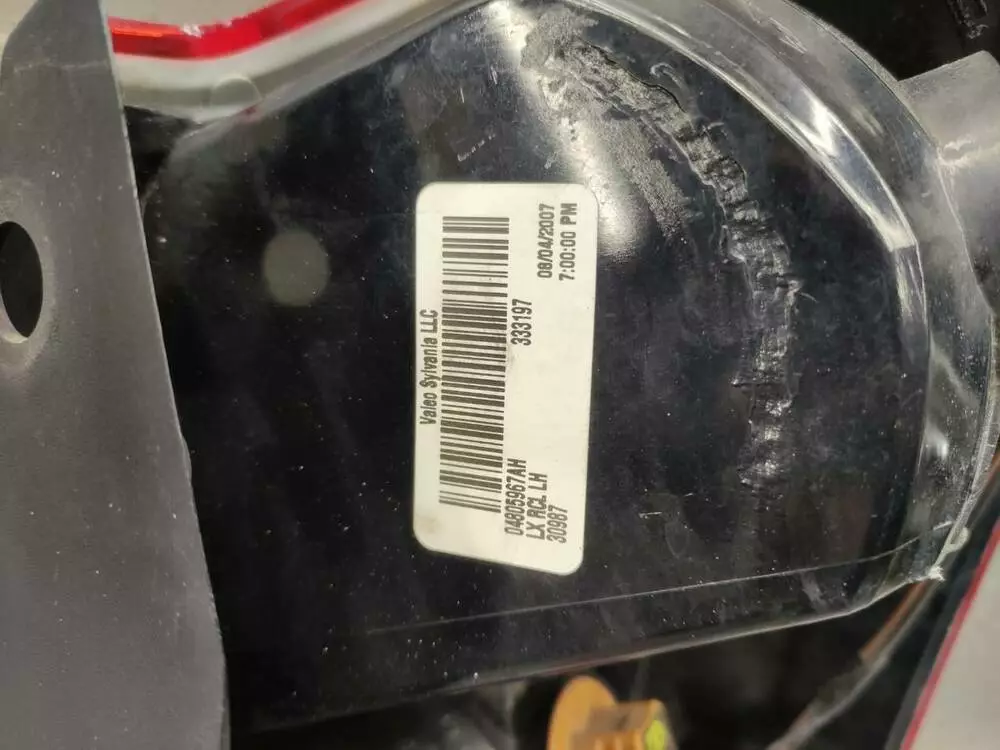 Valeo Sylvania LLC
04805967AH
333197
LX RCL LH
08/04/2007
30987
7:00:00 PM